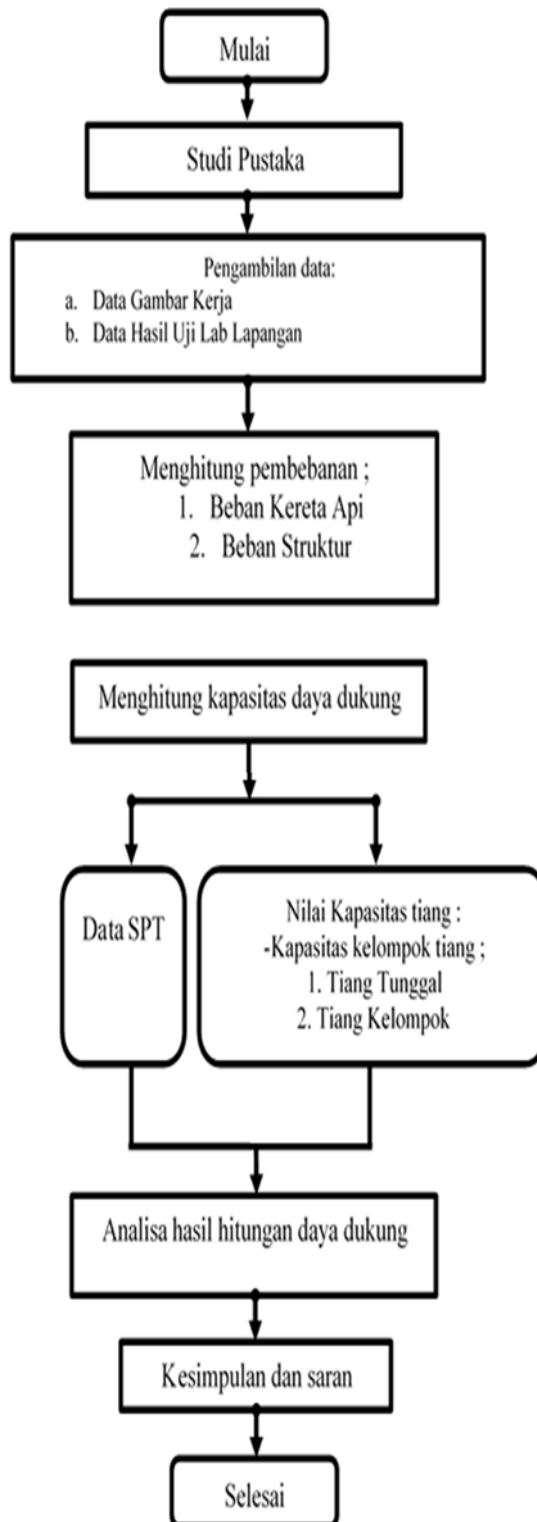 Mulai
Studi Pustaka
Pengambilan data:
a. Data Gambar Kerja
b. Data Hasil Uji Lab Lapangan
Menghitung pembebanan ;
1. Beban Kereta Api
2. Beban Struktur
Menghitung kapasitas daya dukung
Data SPT
Nilai Kapasitas tiang :
-Kapasitas kelompok tiang ;
1. Tiang Tunggal
2. Tiang Kelompok
Analisa hasil hitungan daya dukung
Kesimpulan dan saran
Selesai